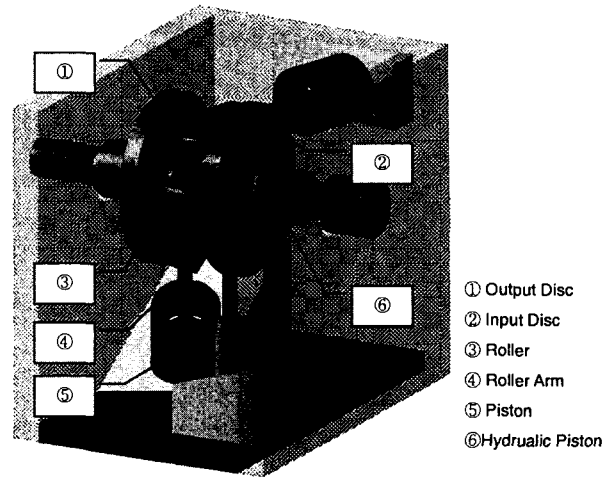 ①
②
③
⑥
④
⑤
① Output Disc
② Input Disc
③ Roller
④ Roller Arm
⑤ Piston
⑥Hydrualic Piston